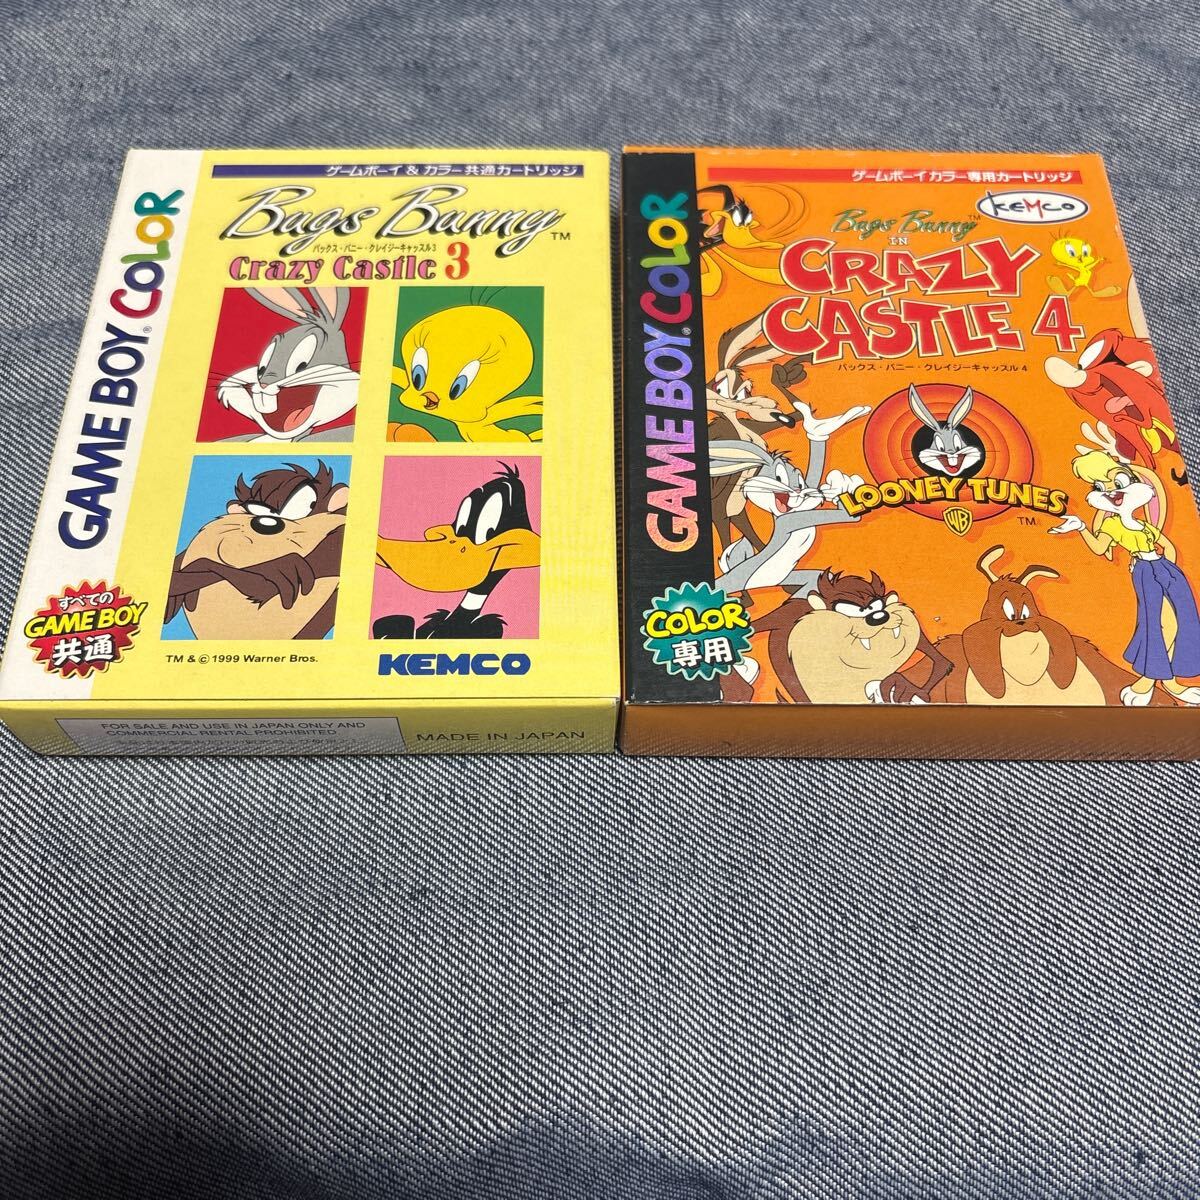 ゲームボーイ&カラー共通カートリッジ
Bugs Bunny TM
バックス・バニー・クレイジーキャッスル3
Crazy Castle 3
GAME BOY® COLOR
すべての
GAME BOY
共通
TM & © 1999 Warner Bros.
KEMCO
FOR SALE AND USE IN JAPAN ONLY AND
COMMERCIAL RENTAL PROHIBITED
MADE IN JAPAN
ゲームボーイカラー専用カートリッジ
KEMCO
Bugs Bunny TM
IN
CRAZY
CASTLE 4
バックス・バニー・クレイジーキャッスル4
LOONEY TUNES
WB
TM
GAME BOY® COLOR
COLOR
専用